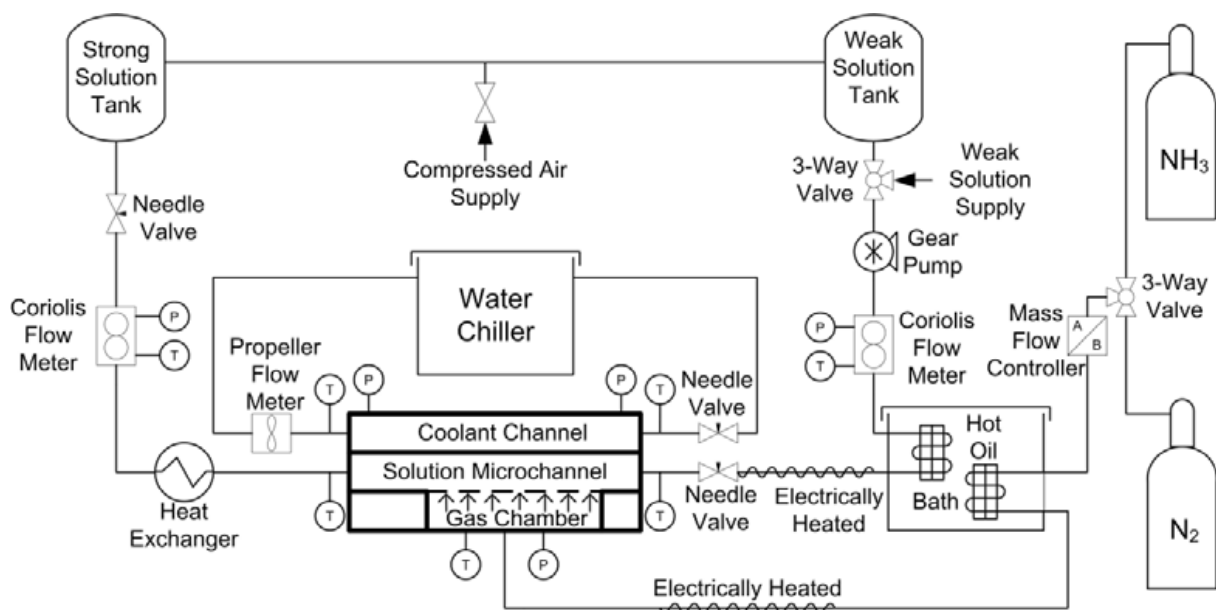 Strong
Solution
Tank
Weak
Solution
Tank
NH3
Compressed Air
Supply
3-Way
Valve
Weak
Solution
Supply
Needle
Valve
Gear
Pump
Water
Chiller
3-Way
Valve
Coriolis
Flow
Meter
P
T
Propeller
Flow
Meter
P
T
Coriolis
Flow
Meter
Mass
Flow
Controller
A
B
T
P
P
T
Needle
Valve
Coolant Channel
Hot
Oil
Bath
Solution Microchannel
Gas Chamber
Heat
Exchanger
T
T
Needle
Valve
Electrically
Heated
T
P
N2
Electrically Heated